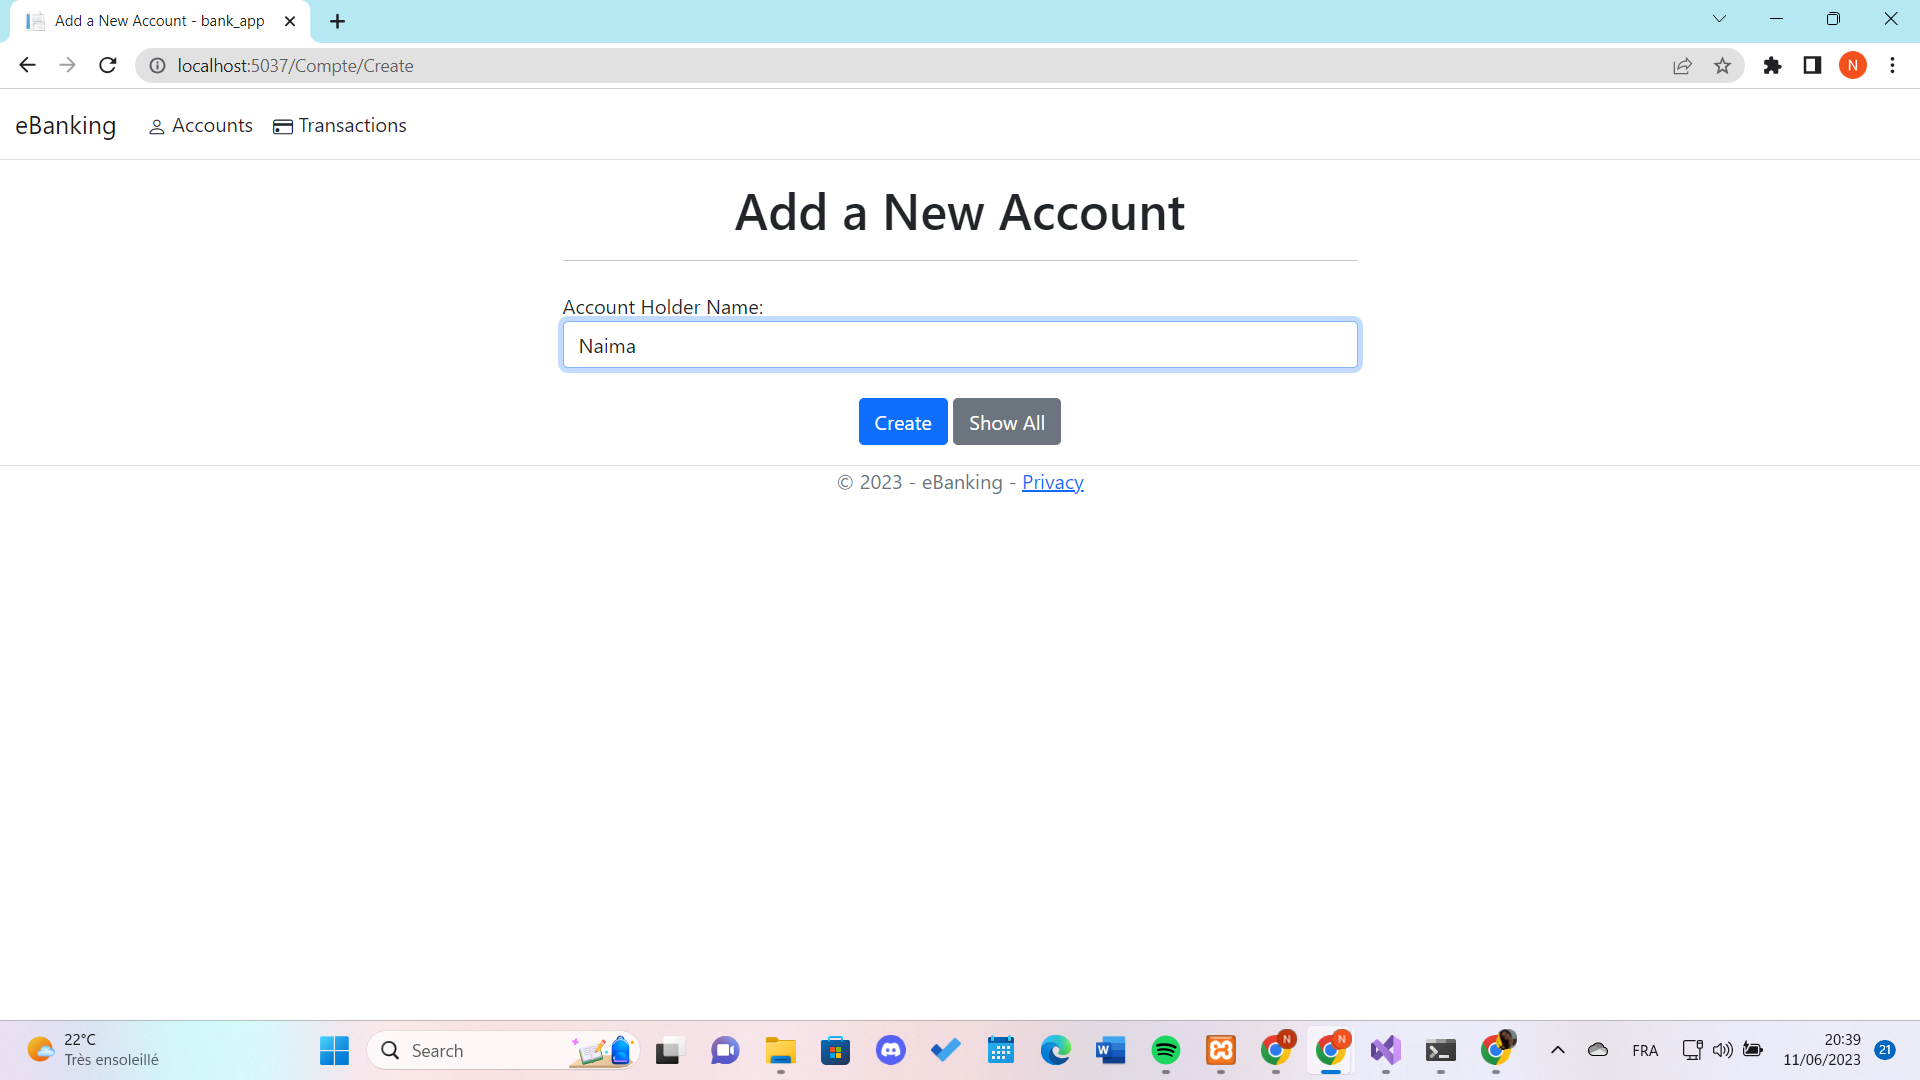 Add a New Account - bank_app
localhost:5037/Compte/Create
N
eBanking Accounts Transactions
Add a New Account
Account Holder Name:
Naima
Create Show All
© 2023 - eBanking - Privacy
22°C
Très ensoleillé
Search
W
N
N
FRA
20:39
11/06/2023
21